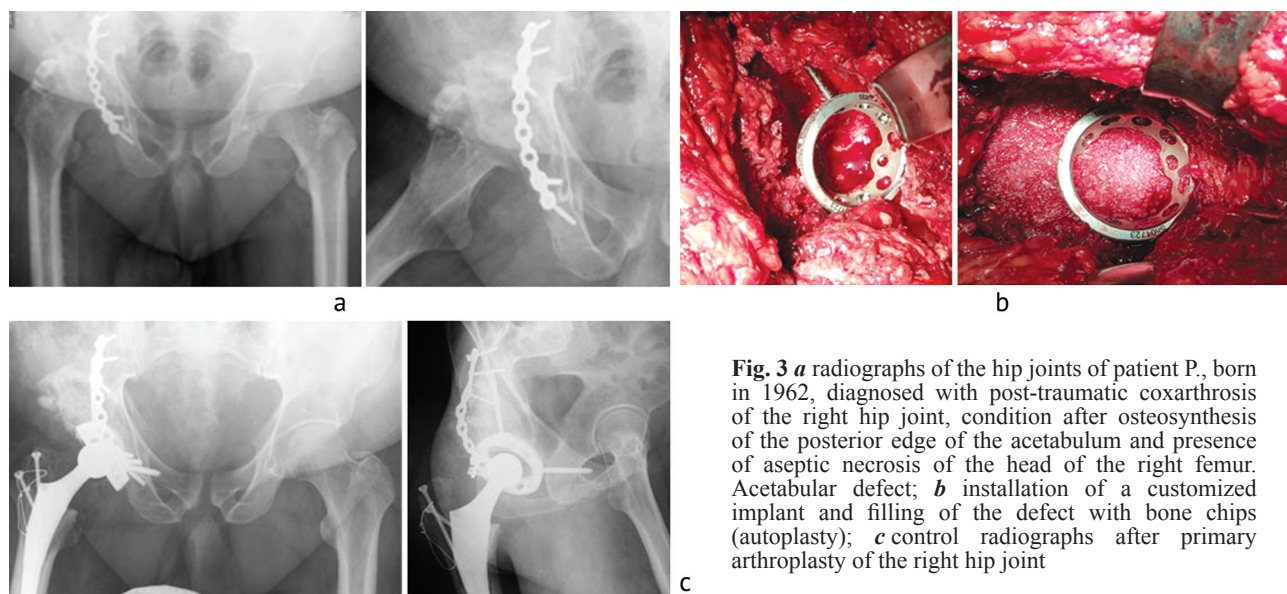 a
b
Fig. 3 a radiographs of the hip joints of patient P., born
in 1962, diagnosed with post-traumatic coxarthrosis
of the right hip joint, condition after osteosynthesis
of the posterior edge of the acetabulum and presence
of aseptic necrosis of the head of the right femur.
Acetabular defect; b installation of a customized
implant and filling of the defect with bone chips
(autoplasty); c control radiographs after primary
arthroplasty of the right hip joint
c